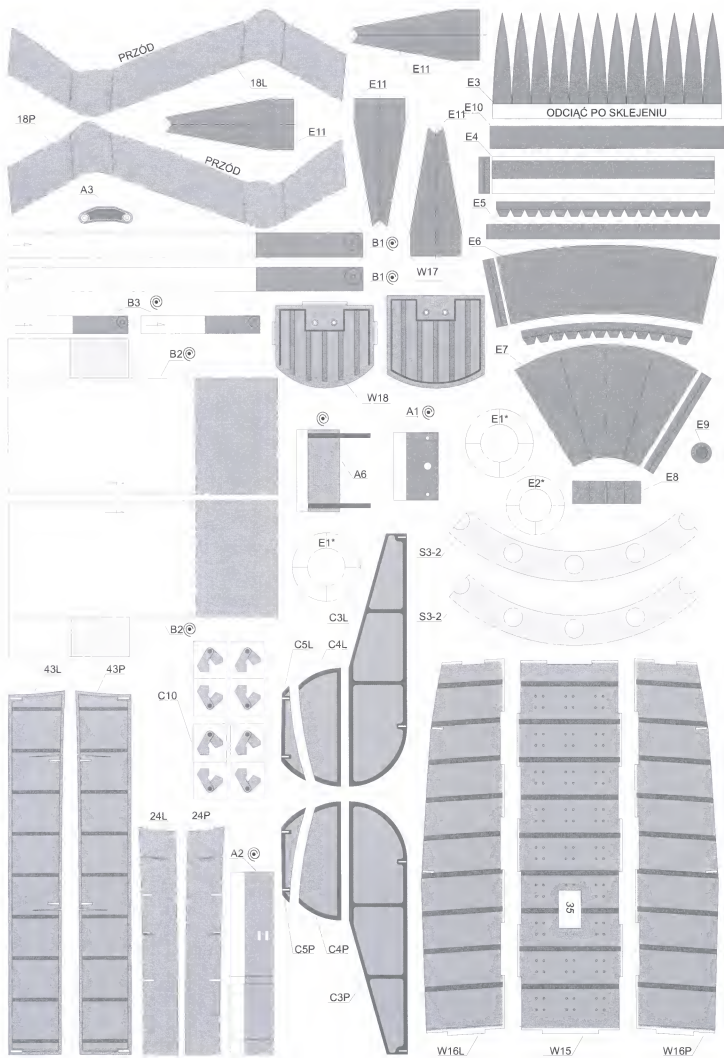 PRZÓD
18L
18P
E11
E11
E11
E11
E3
ODCIĄĆ PO SKLEJENIU
E10
E4
PRZÓD
A3
E5
B1
E6
W17
B1
B3
B2
E7
W18
A1
E1*
E9
A6
E8
E2*
E1*
S3-2
C3L
S3-2
B2
C5L
C4L
43L
43P
C10
24L
24P
A2
35
C5P
C4P
C3P
W16L
W15
W16P